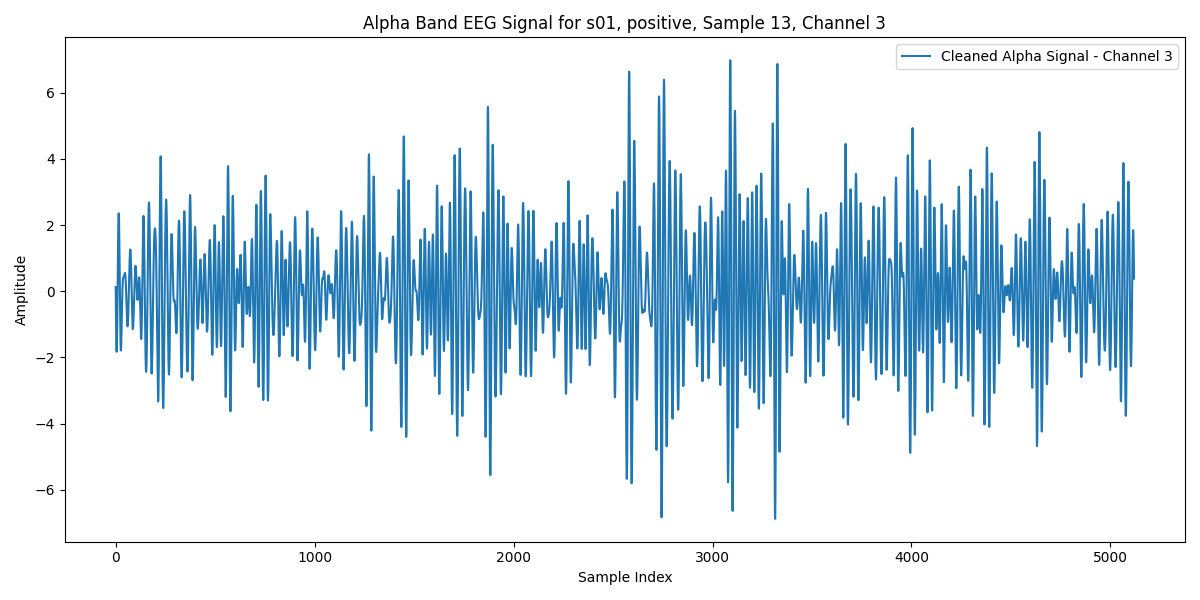 Alpha Band EEG Signal for s01, positive, Sample 13, Channel 3
Cleaned Alpha Signal - Channel 3
Amplitude
6
4
2
0
−2
−4
−6
0 1000 2000 3000 4000 5000
Sample Index